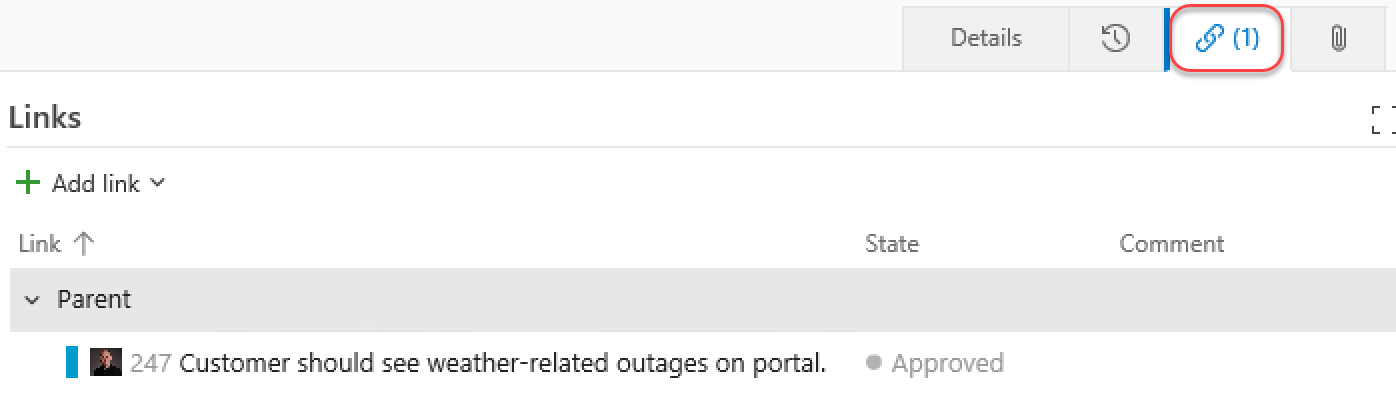 Details
(1)
Links
Add link
Link State Comment
Parent
247 Customer should see weather-related outages on portal. Approved